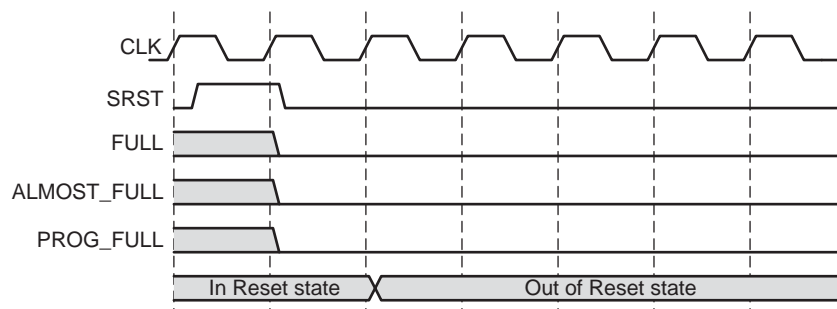 CLK
SRST
FULL
ALMOST_FULL
PROG_FULL
In Reset state Out of Reset state